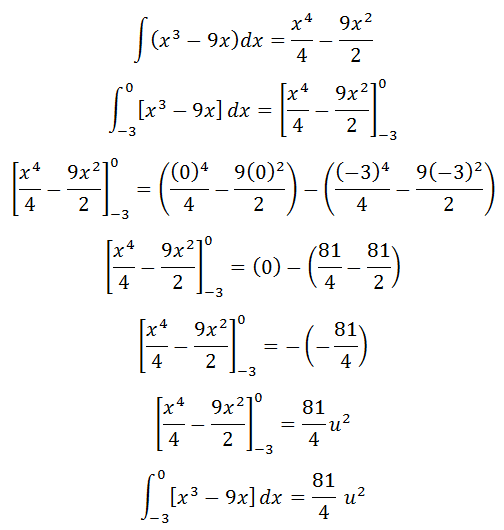 ∫(x³ − 9x)dx = x⁴/4 − 9x²/2
∫₋₃⁰[x³ − 9x] dx = [x⁴/4 − 9x²/2]₋₃⁰
[x⁴/4 − 9x²/2]₋₃⁰ = ((0)⁴/4 − 9(0)²/2) − ((−3)⁴/4 − 9(−3)²/2)
[x⁴/4 − 9x²/2]₋₃⁰ = (0) − (81/4 − 81/2)
[x⁴/4 − 9x²/2]₋₃⁰ = −(−81/4)
[x⁴/4 − 9x²/2]₋₃⁰ = 81/4 u²
∫₋₃⁰[x³ − 9x] dx = 81/4 u²